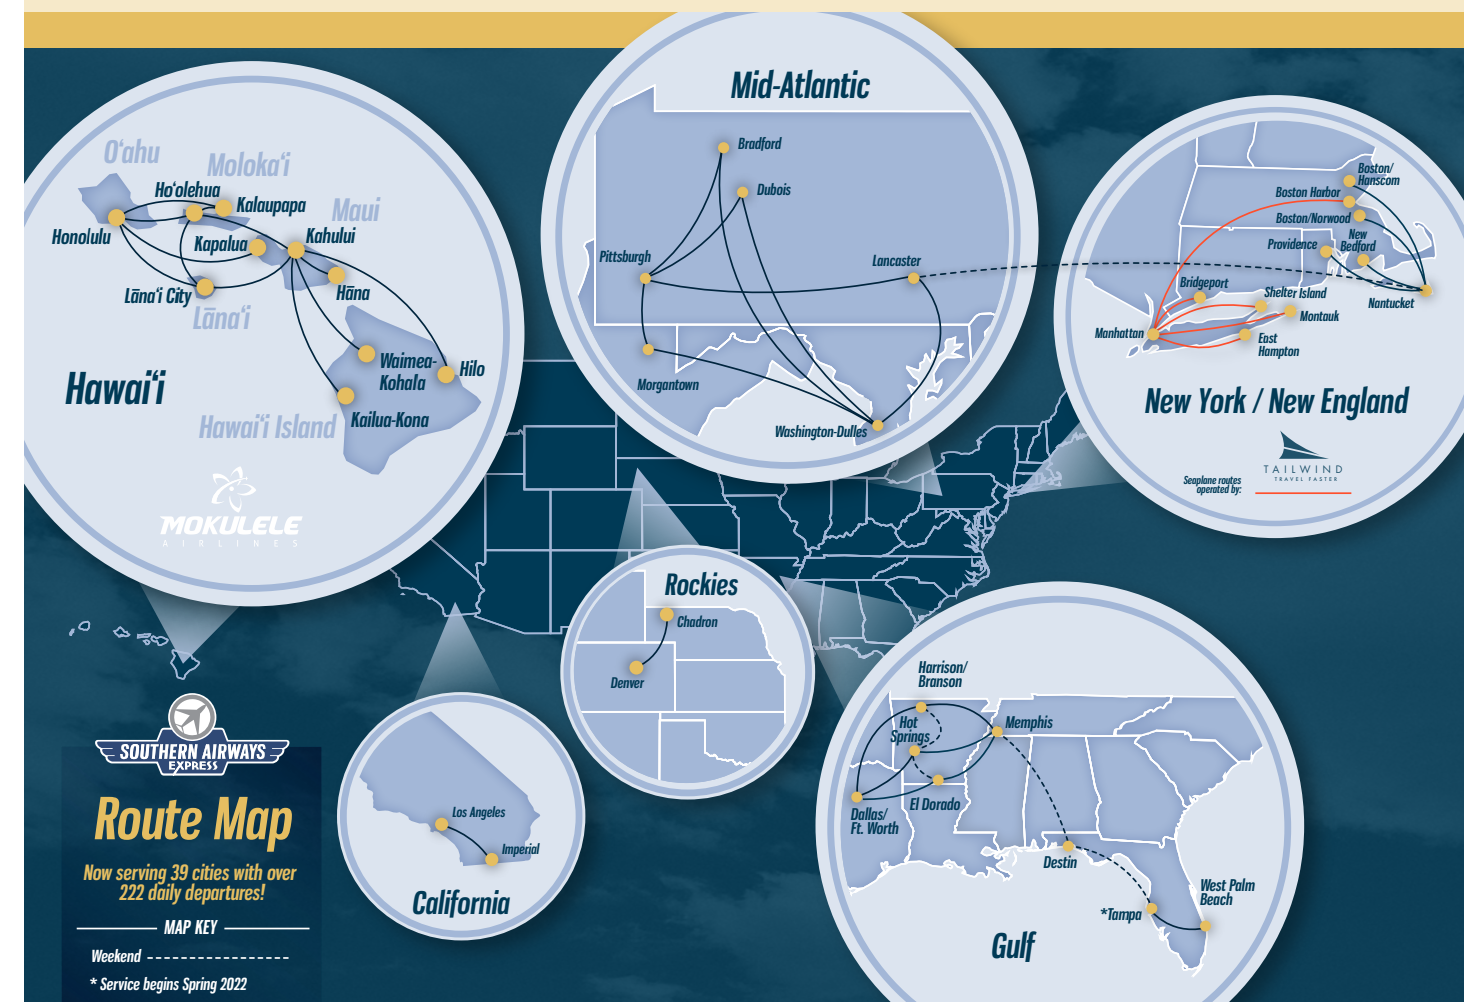 Mid-Atlantic
Bradford
Dubois
Pittsburgh
Lancaster
Morgantown
Washington-Dulles
O‘ahu
Moloka‘i
Maui
Ho‘olehua
Kalaupapa
Honolulu
Kapalua
Kahului
Lāna‘i City
Hāna
Lāna‘i
Waimea-
Kohala
Hilo
Kailua-Kona
Hawai‘i Island
Hawai‘i
MOKULELE
AIRLINES
Boston/
Hanscom
Boston Harbor
Boston/Norwood
Providence
New
Bedford
Bridgeport
Shelter Island
Nantucket
Montauk
Manhattan
East
Hampton
New York / New England
TAILWIND
TRAVEL FASTER
Seaplane routes
operated by:
Rockies
Chadron
Denver
Los Angeles
Imperial
California
Harrison/
Branson
Hot
Springs
Memphis
El Dorado
Dallas/
Ft. Worth
Destin
West Palm
Beach
*Tampa
Gulf
SOUTHERN AIRWAYS
EXPRESS
Route Map
Now serving 39 cities with over
222 daily departures!
MAP KEY
Weekend
* Service begins Spring 2022